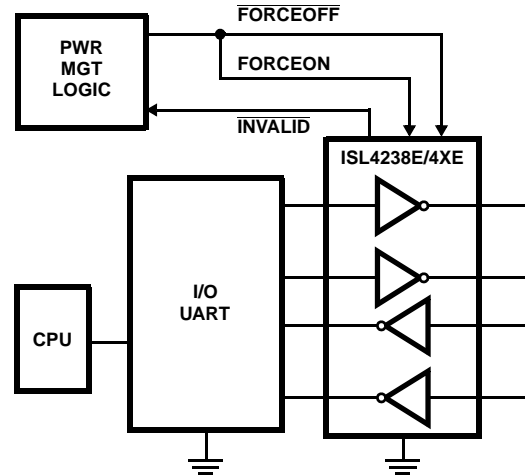 FORCEOFF
PWR
MGT
LOGIC
FORCEON
INVALID
ISL4238E/4XE
I/O
UART
CPU